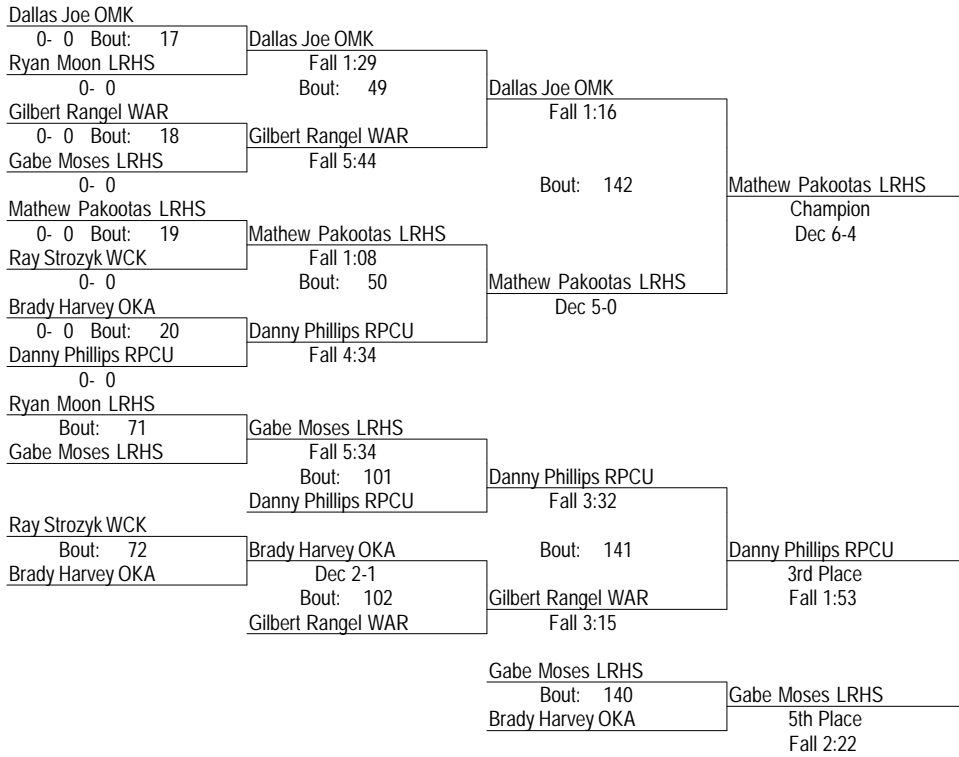 Dallas Joe OMK
0- 0 Bout: 17
Dallas Joe OMK
Ryan Moon LRHS
Fall 1:29
0- 0
Bout: 49
Dallas Joe OMK
Gilbert Rangel WAR
Fall 1:16
0- 0 Bout: 18
Gilbert Rangel WAR
Gabe Moses LRHS
Fall 5:44
0- 0
Bout: 142
Mathew Pakootas LRHS
Mathew Pakootas LRHS
Champion
0- 0 Bout: 19
Mathew Pakootas LRHS
Dec 6-4
Ray Strozyk WCK
Fall 1:08
0- 0
Bout: 50
Mathew Pakootas LRHS
Brady Harvey OKA
Dec 5-0
0- 0 Bout: 20
Danny Phillips RPCU
Danny Phillips RPCU
Fall 4:34
0- 0
Ryan Moon LRHS
Bout: 71
Gabe Moses LRHS
Gabe Moses LRHS
Fall 5:34
Bout: 101
Danny Phillips RPCU
Danny Phillips RPCU
Fall 3:32
Ray Strozyk WCK
Bout: 72
Brady Harvey OKA
Bout: 141
Danny Phillips RPCU
Brady Harvey OKA
Dec 2-1
3rd Place
Bout: 102
Gilbert Rangel WAR
Fall 1:53
Gilbert Rangel WAR
Fall 3:15
Gabe Moses LRHS
Bout: 140
Gabe Moses LRHS
Brady Harvey OKA
5th Place
Fall 2:22